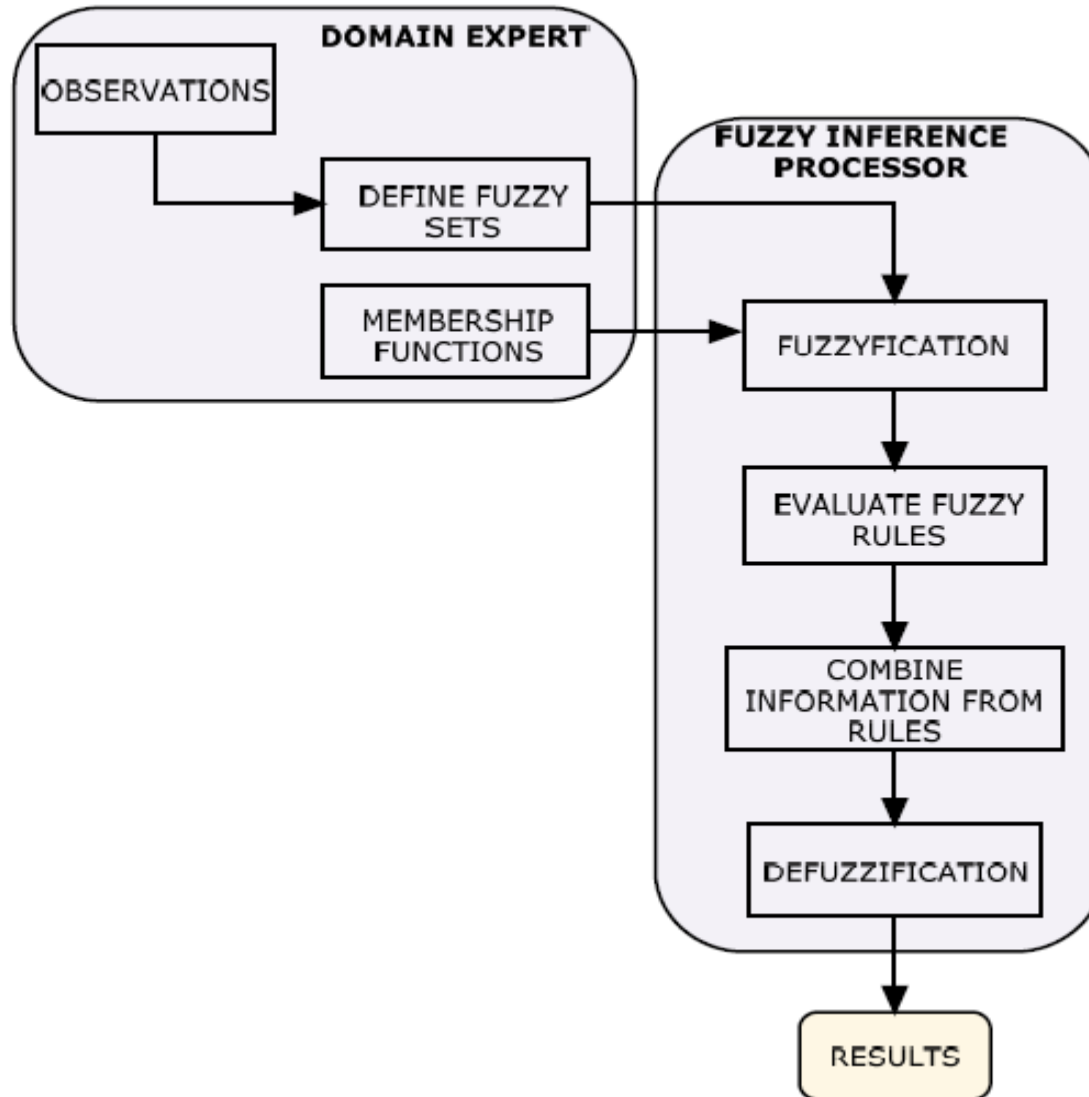 DOMAIN EXPERT
OBSERVATIONS
DEFINE FUZZY
SETS
MEMBERSHIP
FUNCTIONS
FUZZY INFERENCE
PROCESSOR
FUZZYFICATION
EVALUATE FUZZY
RULES
COMBINE
INFORMATION FROM
RULES
DEFUZZIFICATION
RESULTS